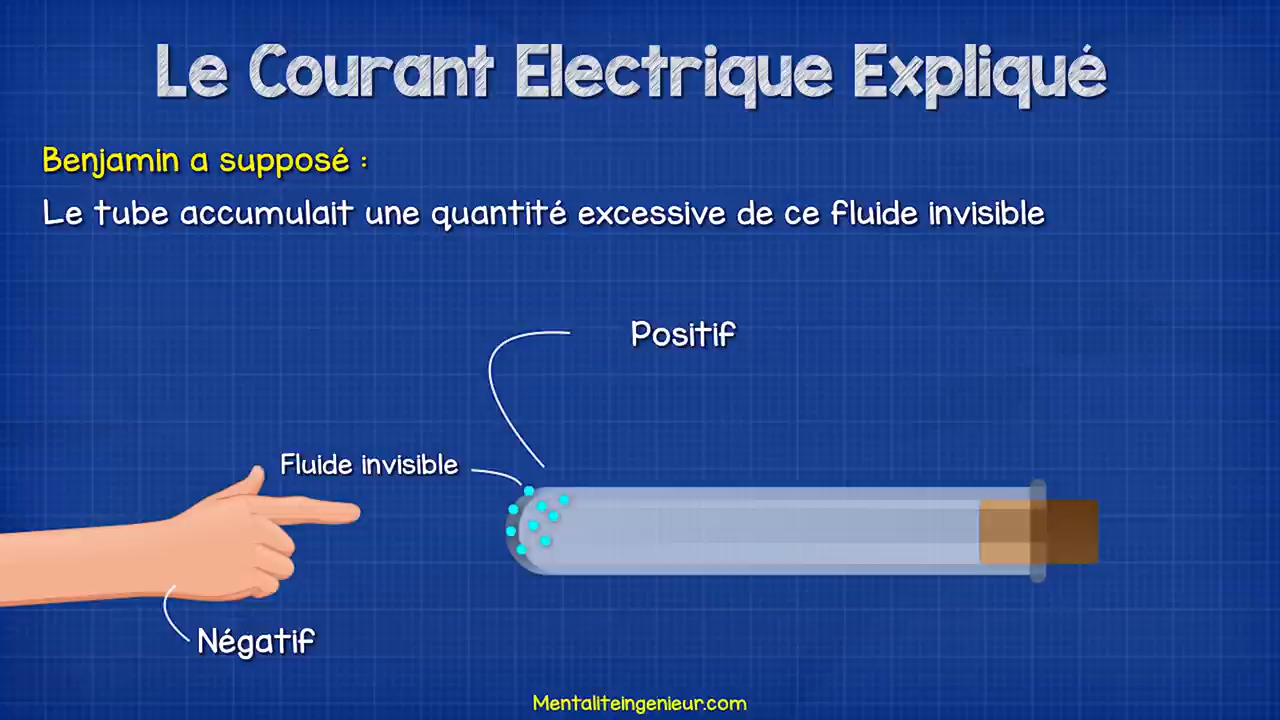 Le Courant Electrique Expliqué
Benjamin a supposé :
Le tube accumulait une quantité excessive de ce fluide invisible
Positif
Fluide invisible
Négatif
Mentaliteingenieur.com